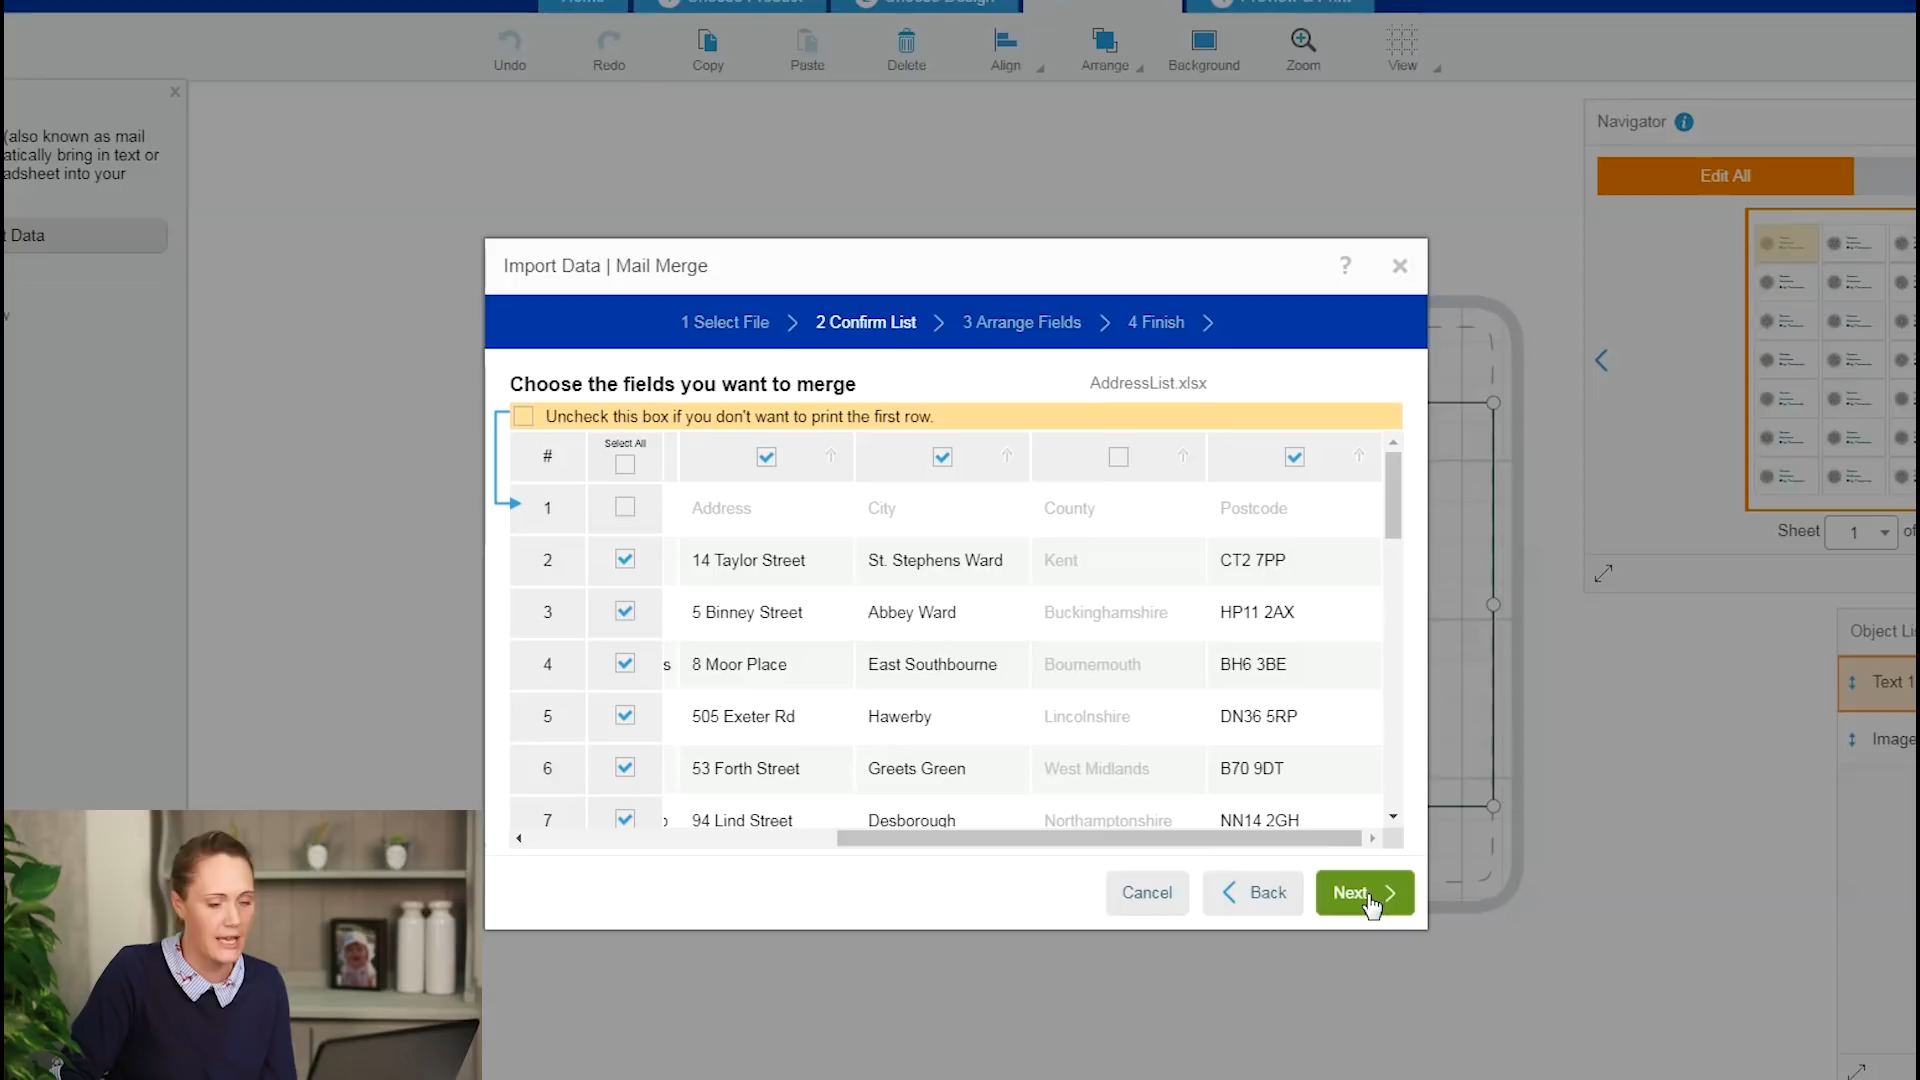 Undo
Redo
Copy
Paste
Delete
Align
Arrange
Background
Zoom
View
(also known as mail
atically bring in text or
adsheet into your
t Data
Navigator
Edit All
Sheet 1 of
Object Li
Text 1
Image
Import Data | Mail Merge
?
1 Select File 2 Confirm List 3 Arrange Fields 4 Finish
Choose the fields you want to merge
AddressList.xlsx
Uncheck this box if you don't want to print the first row.
# Select All
1 Address City County Postcode
2 14 Taylor Street St. Stephens Ward Kent CT2 7PP
3 5 Binney Street Abbey Ward Buckinghamshire HP11 2AX
4 s 8 Moor Place East Southbourne Bournemouth BH6 3BE
5 505 Exeter Rd Hawerby Lincolnshire DN36 5RP
6 53 Forth Street Greets Green West Midlands B70 9DT
7 94 Lind Street Desborough Northamptonshire NN14 2GH
Cancel
Back
Next